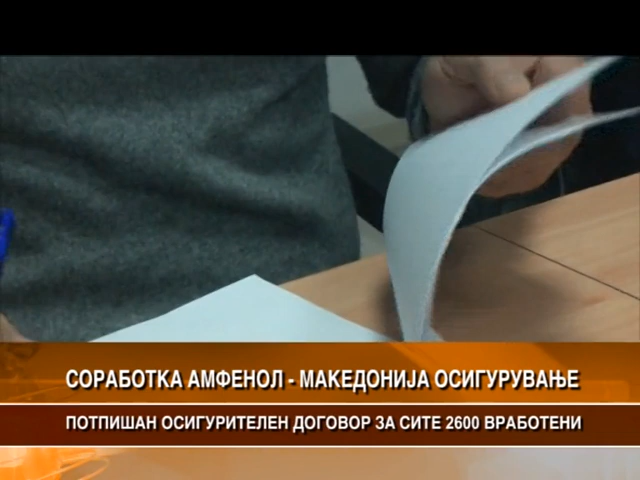 СОРАБОТКА АМФЕНОЛ - МАКЕДОНИЈА ОСИГУРУВАЊЕ
ПОТПИШАН ОСИГУРИТЕЛЕН ДОГОВОР ЗА СИТЕ 2600 ВРАБОТЕНИ